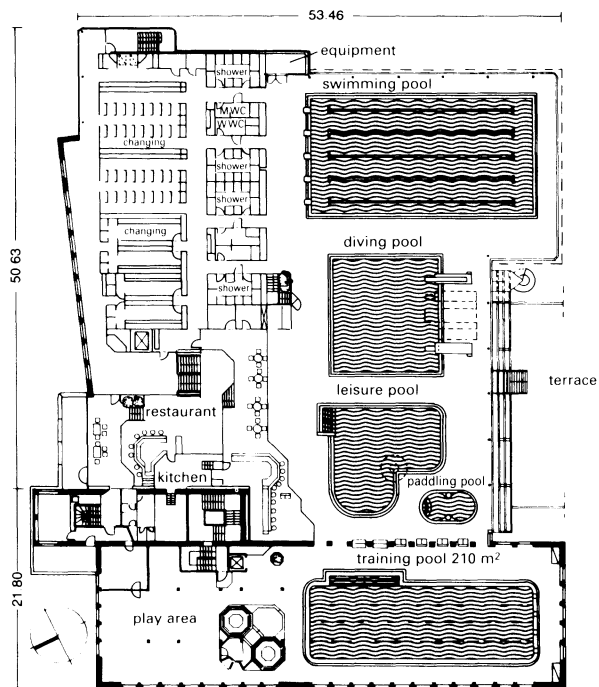 53.46
equipment
shower
swimming pool
M WC
W WC
changing
shower
shower
changing
diving pool
shower
50 63
leisure pool
terrace
restaurant
kitchen
paddling pool
training pool 210 m²
21 80
play area